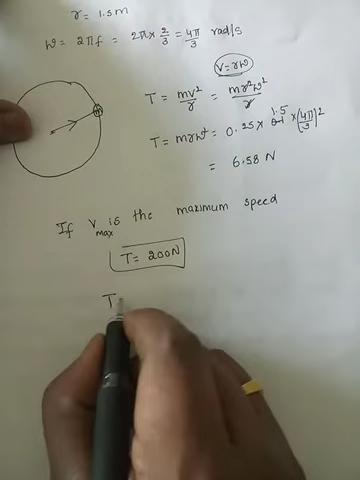 r = 1.5m
ω = 2πf = 2π × 2/3 = 4π/3 rad/s
V = rω
m
T = mv²/r = mr²ω²/r
T = mrω² = 0.25 × 1.5 × (4π/3)²
= 6.58 N
If Vmax is the maximum speed
T = 200N
T